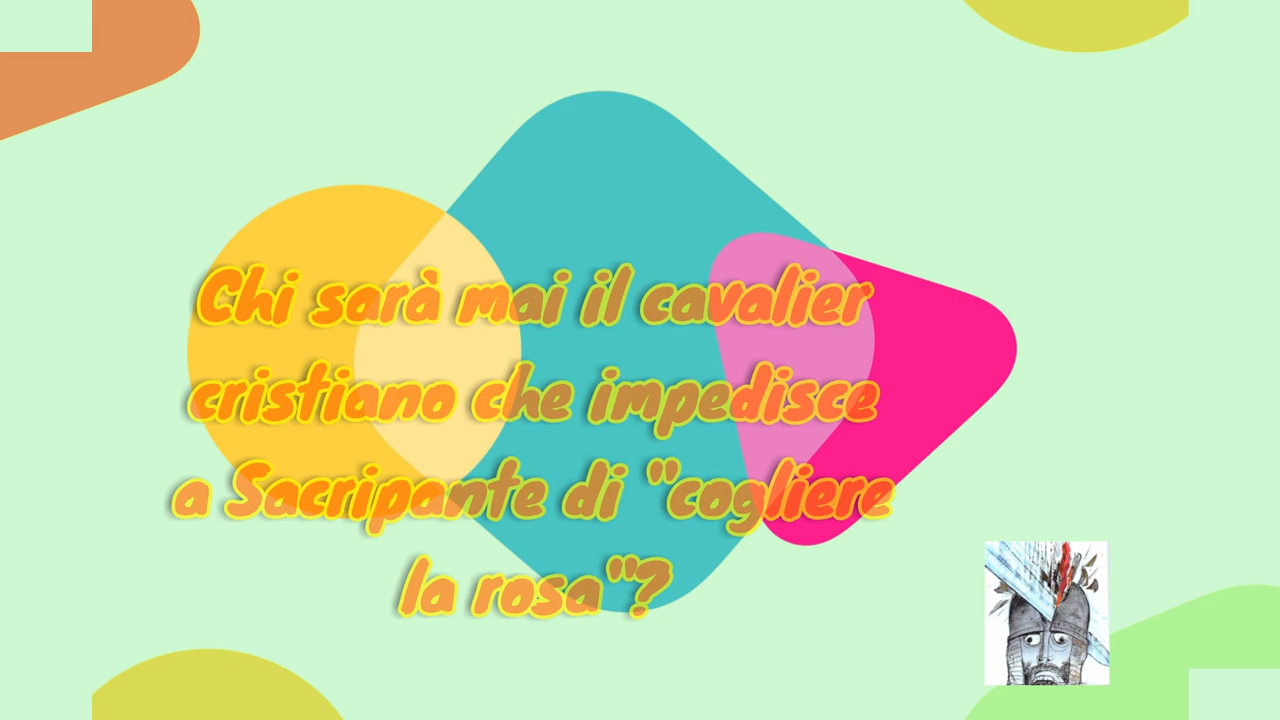 Chi sarà mai il cavalier
cristiano che impedisce
a Sacripante di "cogliere
la rosa"?